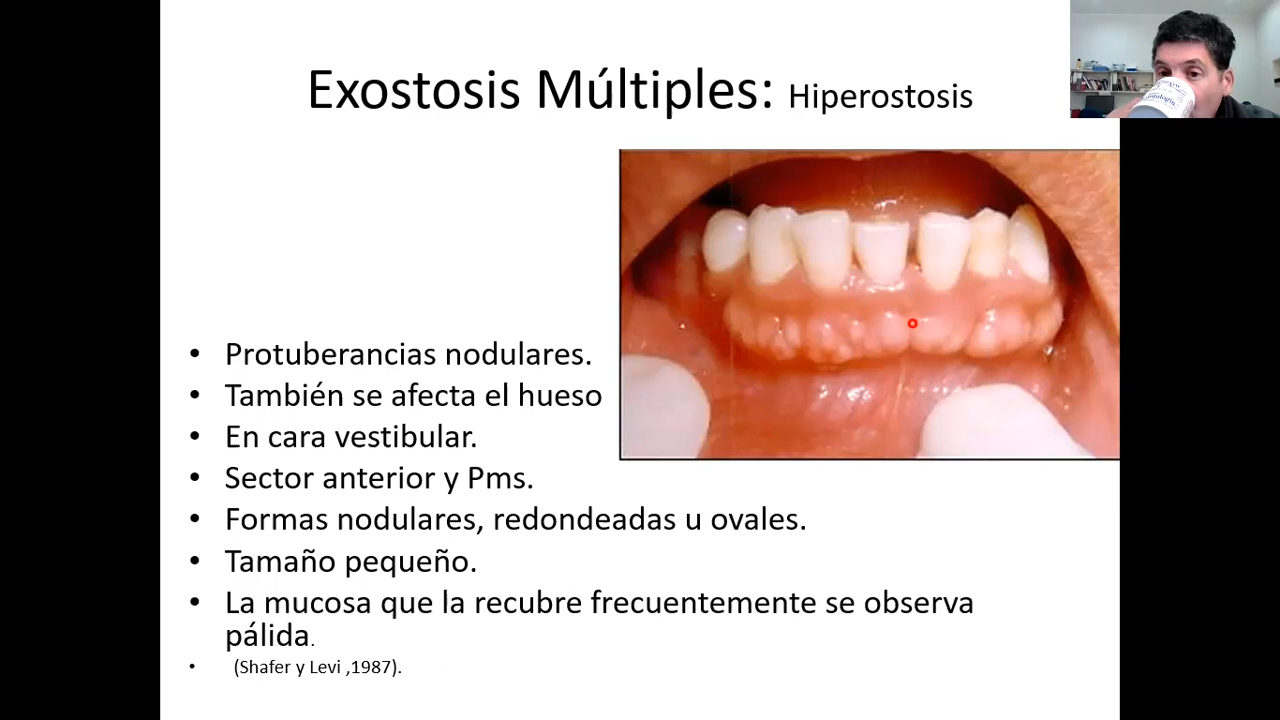 Exostosis Múltiples: Hiperostosis
• Protuberancias nodulares.
• También se afecta el hueso
• En cara vestibular.
• Sector anterior y Pms.
• Formas nodulares, redondeadas u ovales.
• Tamaño pequeño.
• La mucosa que la recubre frecuentemente se observa
pálida.
• (Shafer y Levi ,1987).